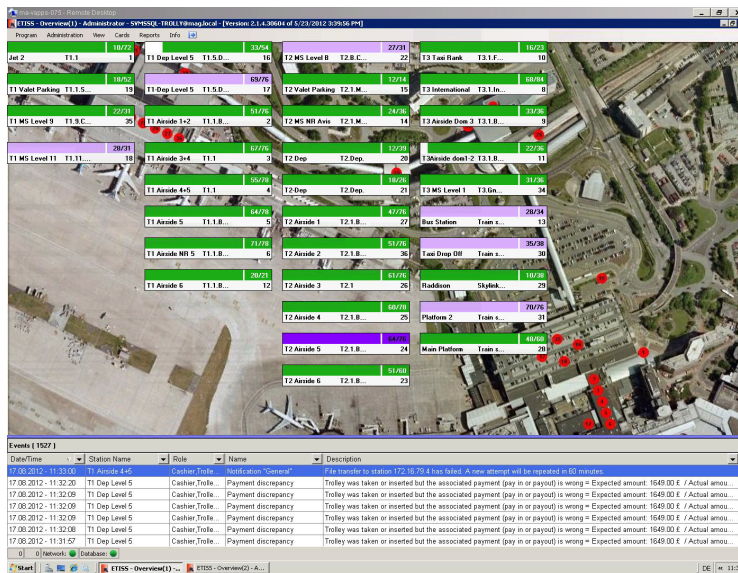 ma-vapps-075 - Remote Desktop
ETISS - Overview(1) - Administrator - SVMSSQL-TROLLY@mag.local - [Version: 2.1.4.30604 of 5/23/2012 3:39:56 PM]
Program Administration View Cards Reports Info
10/72 33/54 27/31 16/23
Jet 2 T1.1 1 T1 Dep Level 5 T1.5.D... 16 T2 MS Level B T2.B.C... 22 T3 Taxi Rank T3.1.F... 10
18/52 69/76 12/14 68/84
T1 Valet Parking T1.1.S... 19 T1 Dep Level 5 T1.5.D... 17 T2 Valet Parking T2.1.M... 15 T3 International T3.1.In... 8
22/31 51/76 24/36 33/36
T1 MS Level 9 T1.9.C... 35 T1 Airside 1+2 T1.1.B... 2 T2 MS NR Avis T2.1.M... 14 T3 Airside Dom 3 T3.1.B... 9
28/31 67/76 12/39 22/36
T1 MS Level 11 T1.11.... 18 T1 Airside 3+4 T1.1 3 T2 Dep T2.Dep. 20 T3Airside dom1-2 T3.1.B... 11
55/78 18/26 31/36
T1 Airside 4+5 T1.1 4 T2-Dep T2.Dep. 21 T3 MS Level 1 T3.Gn... 34
64/78 47/76 28/34
T1 Airside 5 T1.1.B... 5 T2 Airside 1 T2.1.B... 27 Bus Station Train s... 13
71/78 51/76 35/38
T1 Airside NR 5 T1.1.B... 6 T2 Airside 2 T2.1.B... 36 Taxi Drop Off Train s... 30
20/21 61/76 10/38
T1 Airside 6 T1.1.B... 12 T2 Airside 3 T2.1 26 Raddison Skylink... 29
60/78 70/76
T2 Airside 4 T2.1.B... 25 Platform 2 Train s... 31
64/76 48/60
T2 Airside 5 T2.1.B... 24 Main Platform Train s... 28
51/60
T2 Airside 6 T2.1.B... 23
Events ( 1527 )
Date/Time Station Name Role Name Description
17.08.2012 - 11:33:00 T1 Airside 4+5 Cashier,Trolle... Notification "General" File transfer to station 172.16.79.4 has failed. A new attempt will be repeated in 60 minutes.
17.08.2012 - 11:32:20 T1 Dep Level 5 Cashier,Trolle... Payment discrepancy Trolley was taken or inserted but the associated payment (pay in or payout) is wrong = Expected amount: 1649.00 £ / Actual amou...
17.08.2012 - 11:32:09 T1 Dep Level 5 Cashier,Trolle... Payment discrepancy Trolley was taken or inserted but the associated payment (pay in or payout) is wrong = Expected amount: 1649.00 £ / Actual amou...
17.08.2012 - 11:32:09 T1 Dep Level 5 Cashier,Trolle... Payment discrepancy Trolley was taken or inserted but the associated payment (pay in or payout) is wrong = Expected amount: 1649.00 £ / Actual amou...
17.08.2012 - 11:32:09 T1 Dep Level 5 Cashier,Trolle... Payment discrepancy Trolley was taken or inserted but the associated payment (pay in or payout) is wrong = Expected amount: 1649.00 £ / Actual amou...
17.08.2012 - 11:32:08 T1 Dep Level 5 Cashier,Trolle... Payment discrepancy Trolley was taken or inserted but the associated payment (pay in or payout) is wrong = Expected amount: 1649.00 £ / Actual amou...
17.08.2012 - 11:31:57 T1 Dep Level 5 Cashier,Trolle... Payment discrepancy Trolley was taken or inserted but the associated payment (pay in or payout) is wrong = Expected amount: 1649.00 £ / Actual amou...
0 0 Network: Database:
Start ETISS - Overview(1) -... ETISS - Overview(2) - A... DE